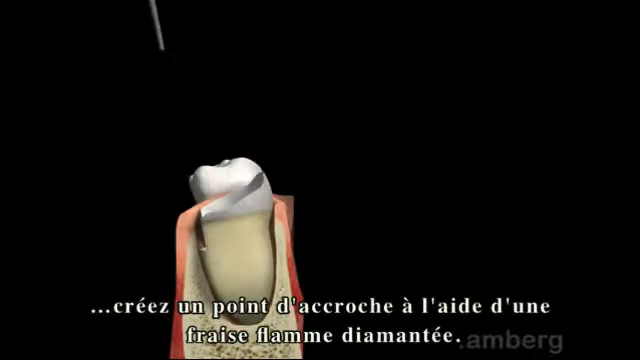 ...créez un point d'accroche à l'aide d'une
fraise flamme diamantée.
.amberg